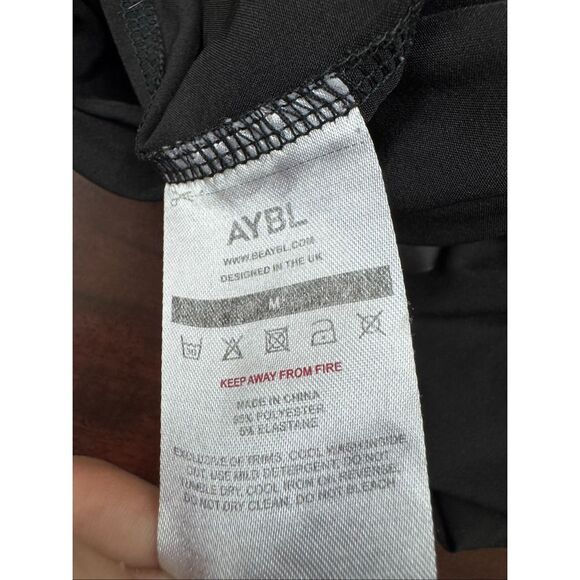 AYBL
WWW.BEAYBL.COM
DESIGNED IN THE UK
M
30
KEEP AWAY FROM FIRE
MADE IN CHINA
POLYESTER
5% ELASTANE
EXCLUSIVE OF TRIMS, COOL WASH INSIDE
OUT, USE MILD DETERGENT, DO NOT
TUMBLE DRY, COOL IRON ON REVERSE,
DO NOT DRY CLEAN. DO NOT BLEACH.